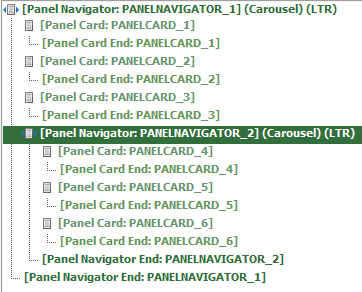 [Panel Navigator: PANELNAVIGATOR_1] (Carousel) (LTR)
[Panel Card: PANELCARD_1]
[Panel Card End: PANELCARD_1]
[Panel Card: PANELCARD_2]
[Panel Card End: PANELCARD_2]
[Panel Card: PANELCARD_3]
[Panel Card End: PANELCARD_3]
[Panel Navigator: PANELNAVIGATOR_2] (Carousel) (LTR)
[Panel Card: PANELCARD_4]
[Panel Card End: PANELCARD_4]
[Panel Card: PANELCARD_5]
[Panel Card End: PANELCARD_5]
[Panel Card: PANELCARD_6]
[Panel Card End: PANELCARD_6]
[Panel Navigator End: PANELNAVIGATOR_2]
[Panel Navigator End: PANELNAVIGATOR_1]